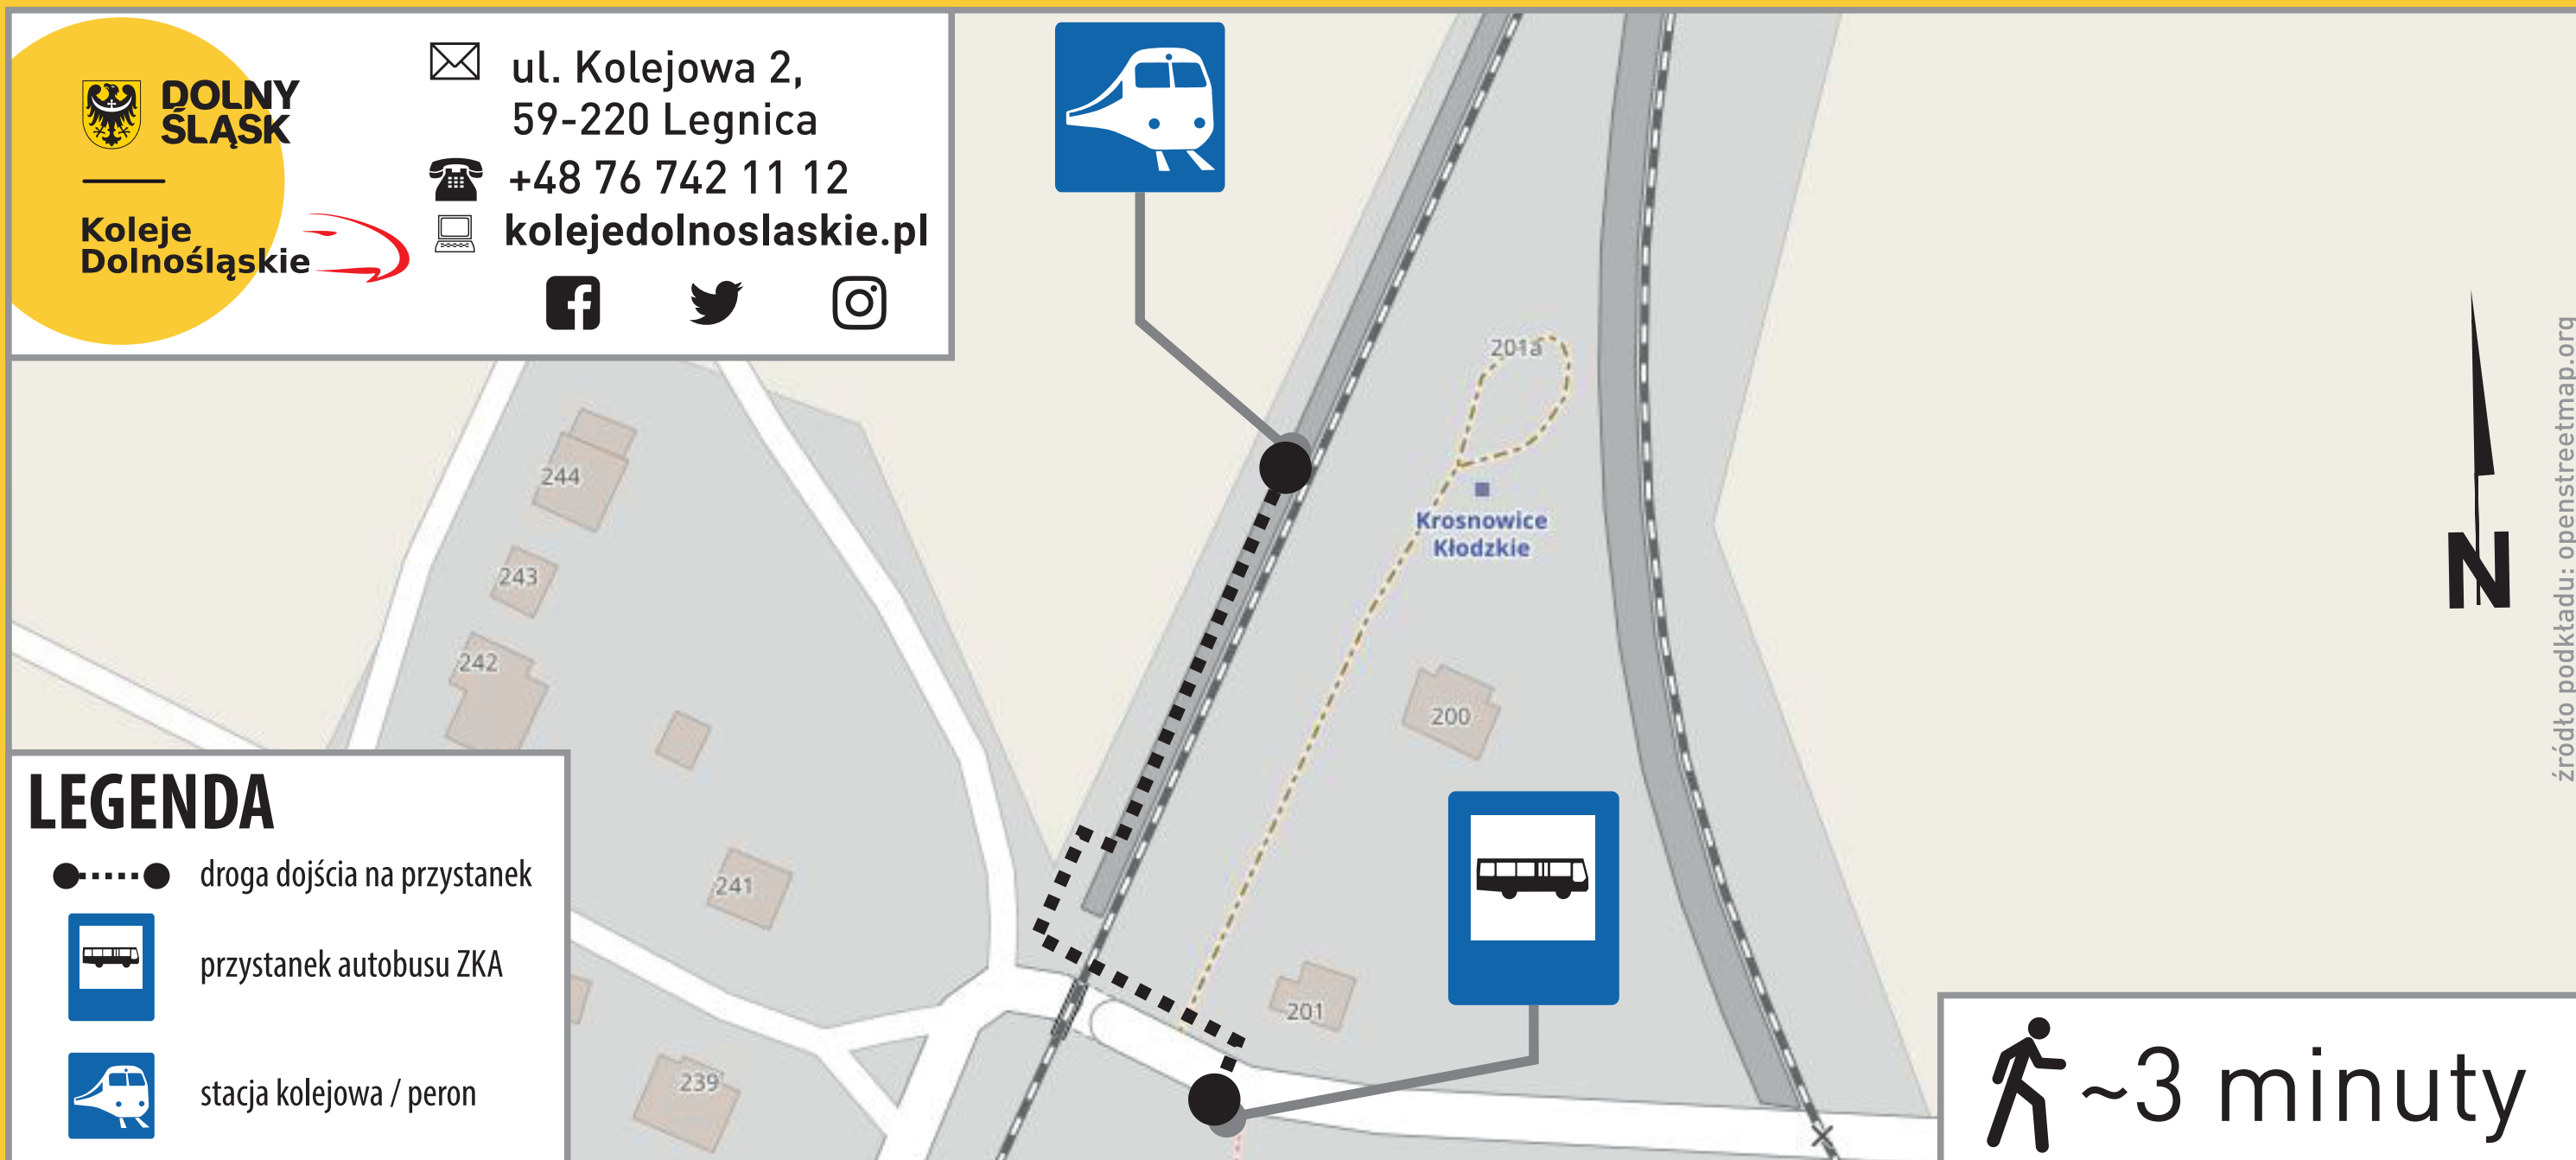 DOLNY
ŚLĄSK
Koleje
Dolnośląskie
ul. Kolejowa 2,
59-220 Legnica
+48 76 742 11 12
kolejedolnoslaskie.pl
201a
Krosnowice
Kłodzkie
244
243
242
241
239
200
201
N
źródło podkładu: openstreetmap.org
LEGENDA
droga dojścia na przystanek
przystanek autobusu ZKA
stacja kolejowa / peron
~3 minuty